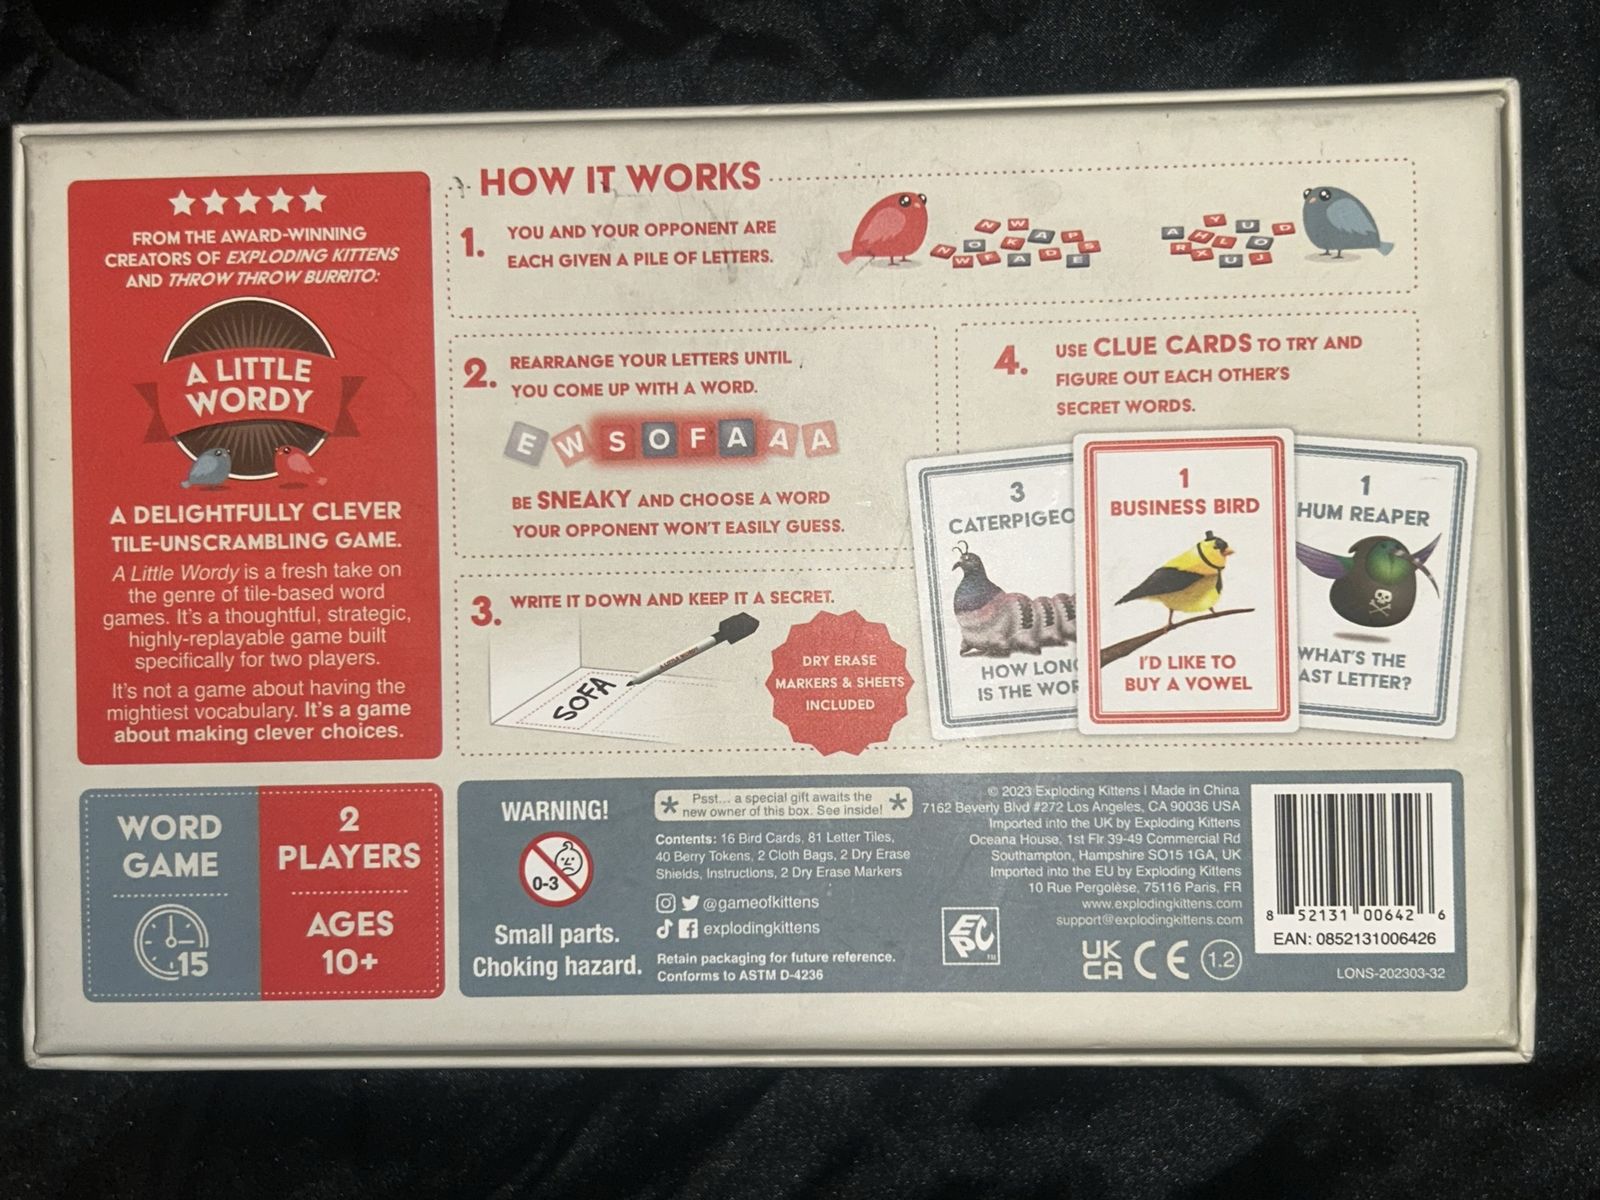 FROM THE AWARD-WINNING
CREATORS OF EXPLODING KITTENS
AND THROW THROW BURRITO:
A LITTLE
WORDY
A DELIGHTFULLY CLEVER
TILE-UNSCRAMBLING GAME.
A Little Wordy is a fresh take on
the genre of tile-based word
games. It's a thoughtful, strategic,
highly-replayable game built
specifically for two players.
It's not a game about having the
mightiest vocabulary. It's a game
about making clever choices.
WORD
GAME
15
2
PLAYERS
AGES
10+
HOW IT WORKS
1.
YOU AND YOUR OPPONENT ARE
EACH GIVEN A PILE OF LETTERS.
N W
N O K A P S
W F A D E
Y U D
A H L O
R X U J
2.
REARRANGE YOUR LETTERS UNTIL
YOU COME UP WITH A WORD.
E W S O F A A A
BE SNEAKY AND CHOOSE A WORD
YOUR OPPONENT WON'T EASILY GUESS.
3.
WRITE IT DOWN AND KEEP IT A SECRET.
A LITTLE WORDY
SOFA
DRY ERASE
MARKERS & SHEETS
INCLUDED
4.
USE CLUE CARDS TO TRY AND
FIGURE OUT EACH OTHER'S
SECRET WORDS.
3
CATERPIGEO
HOW LONG
IS THE WOR
1
BUSINESS BIRD
I'D LIKE TO
BUY A VOWEL
1
HUM REAPER
WHAT'S THE
AST LETTER?
WARNING!
0-3
Small parts.
Choking hazard.
* Psst... a special gift awaits the *
new owner of this box. See inside!
Contents: 16 Bird Cards, 81 Letter Tiles,
40 Berry Tokens, 2 Cloth Bags, 2 Dry Erase
Shields, Instructions, 2 Dry Erase Markers
@gameofkittens
explodingkittens
Retain packaging for future reference.
Conforms to ASTM D-4236
© 2023 Exploding Kittens | Made in China
7162 Beverly Blvd #272 Los Angeles, CA 90036 USA
Imported into the UK by Exploding Kittens
Oceana House, 1st Flr 39-49 Commercial Rd
Southampton, Hampshire SO15 1GA, UK
Imported into the EU by Exploding Kittens
10 Rue Pergolèse, 75116 Paris, FR
www.explodingkittens.com
support@explodingkittens.com
UK
CA
CE
1.2
8 52131 00642 6
EAN: 0852131006426
LONS-202303-32